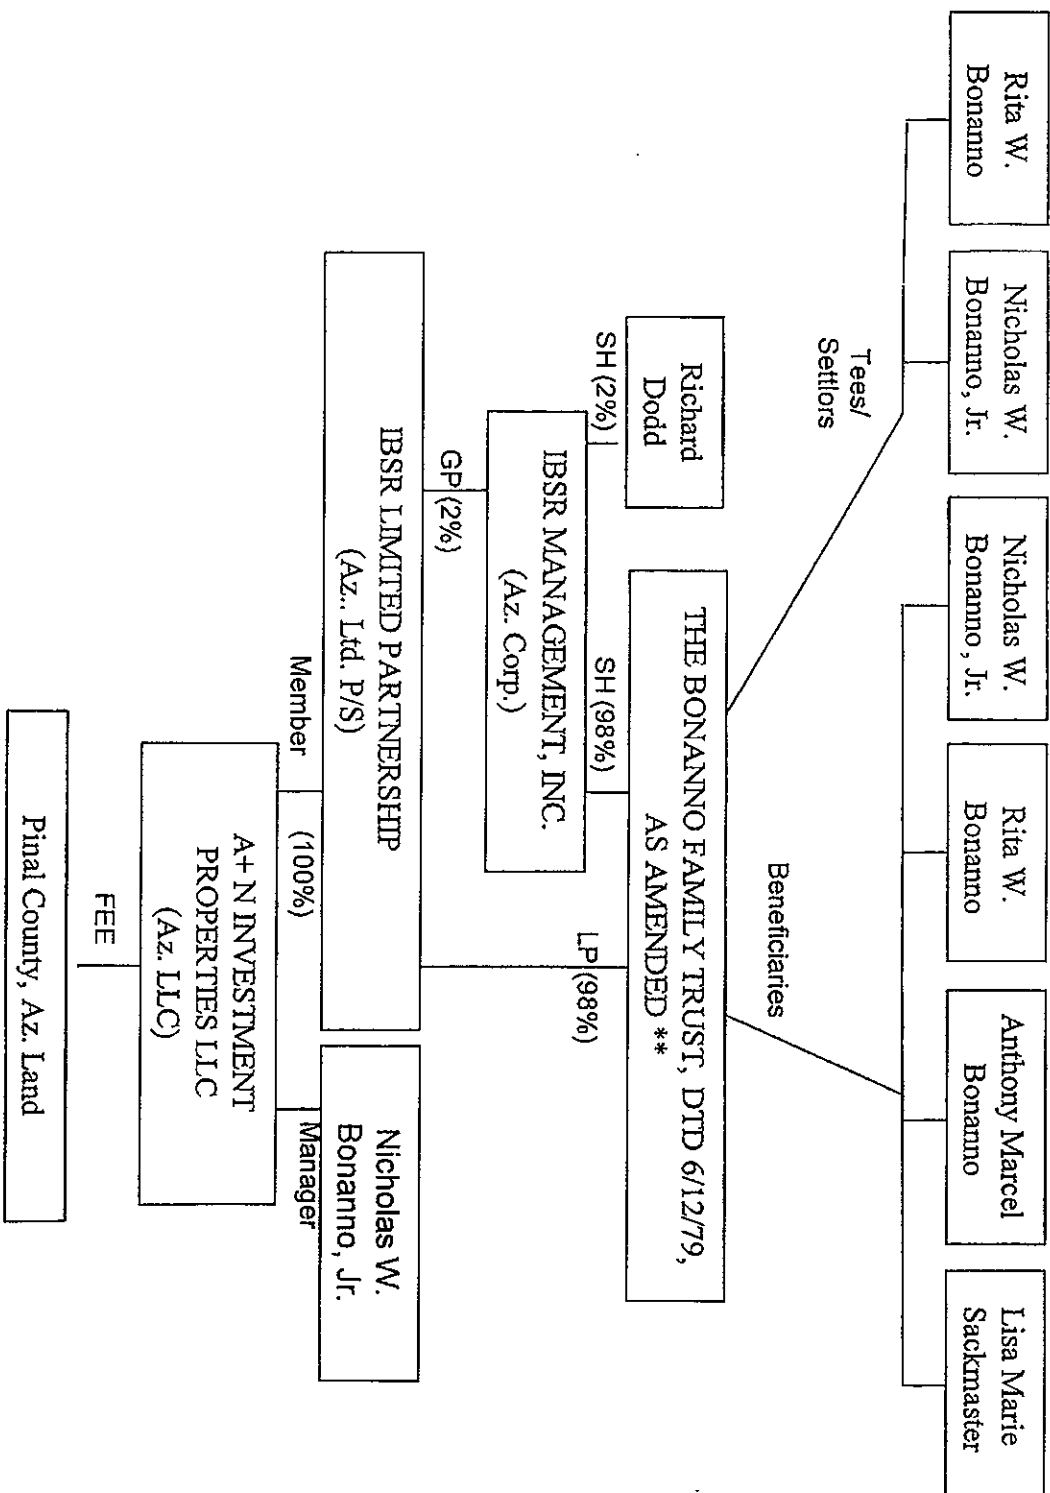 Rita W.
Bonanno
Nicholas W.
Bonanno, Jr.
Nicholas W.
Bonanno, Jr.
Rita W.
Bonanno
Anthony Marcel
Bonanno
Lisa Marie
Sackmaster
Tees/
Settlors
Beneficiaries
Richard
Dodd
THE BONANNO FAMILY TRUST, DTD 6/12/79,
AS AMENDED **
SH (2%)
SH (98%)
LP (98%)
IBSR MANAGEMENT, INC.
(Az. Corp.)
GP (2%)
IBSR LIMITED PARTNERSHIP
(Az.. Ltd. P/S)
Nicholas W.
Bonanno, Jr.
Member
(100%)
Manager
A+ N INVESTMENT
PROPERTIES LLC
(Az. LLC)
FEE
Pinal County, Az. Land